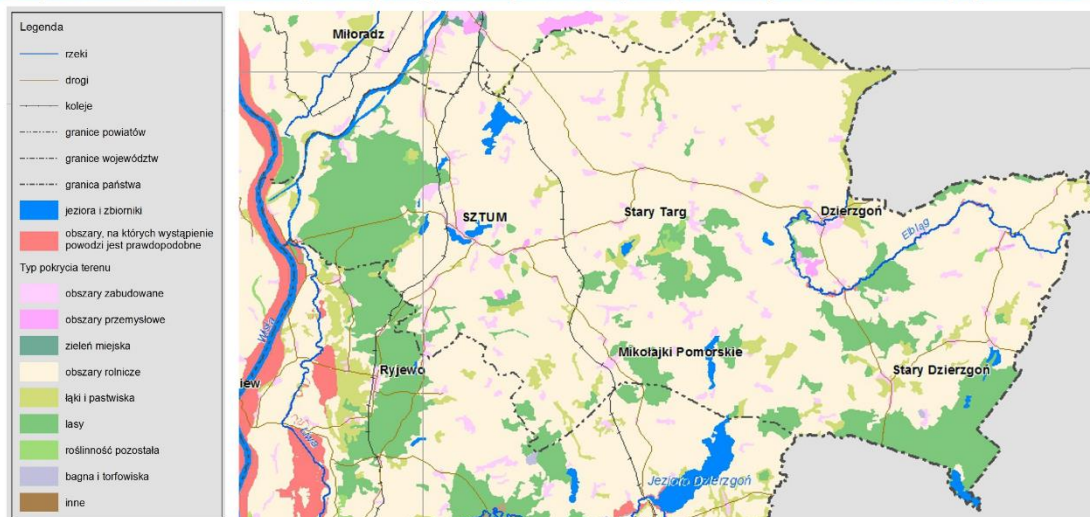 Legenda
rzeki
drogi
koleje
granice powiatów
granice województw
granica państwa
jeziora i zbiorniki
obszary, na których wystąpienie
powodzi jest prawdopodobne
Typ pokrycia terenu
obszary zabudowane
obszary przemysłowe
zieleń miejska
obszary rolnicze
łąki i pastwiska
lasy
roślinność pozostała
bagna i torfowiska
inne
Miłoradz
SZTUM
Stary Targ
Dzierzgoń
Elbląg
Wisła
Mikołajki Pomorskie
Ryjewo
Stary Dzierzgoń
iew
Jezioro Dzierzgoń